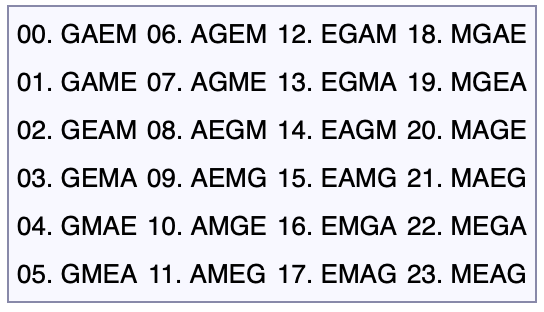 00. GAEM 06. AGEM 12. EGAM 18. MGAE
01. GAME 07. AGME 13. EGMA 19. MGEA
02. GEAM 08. AEGM 14. EAGM 20. MAGE
03. GEMA 09. AEMG 15. EAMG 21. MAEG
04. GMAE 10. AMGE 16. EMGA 22. MEGA
05. GMEA 11. AMEG 17. EMAG 23. MEAG